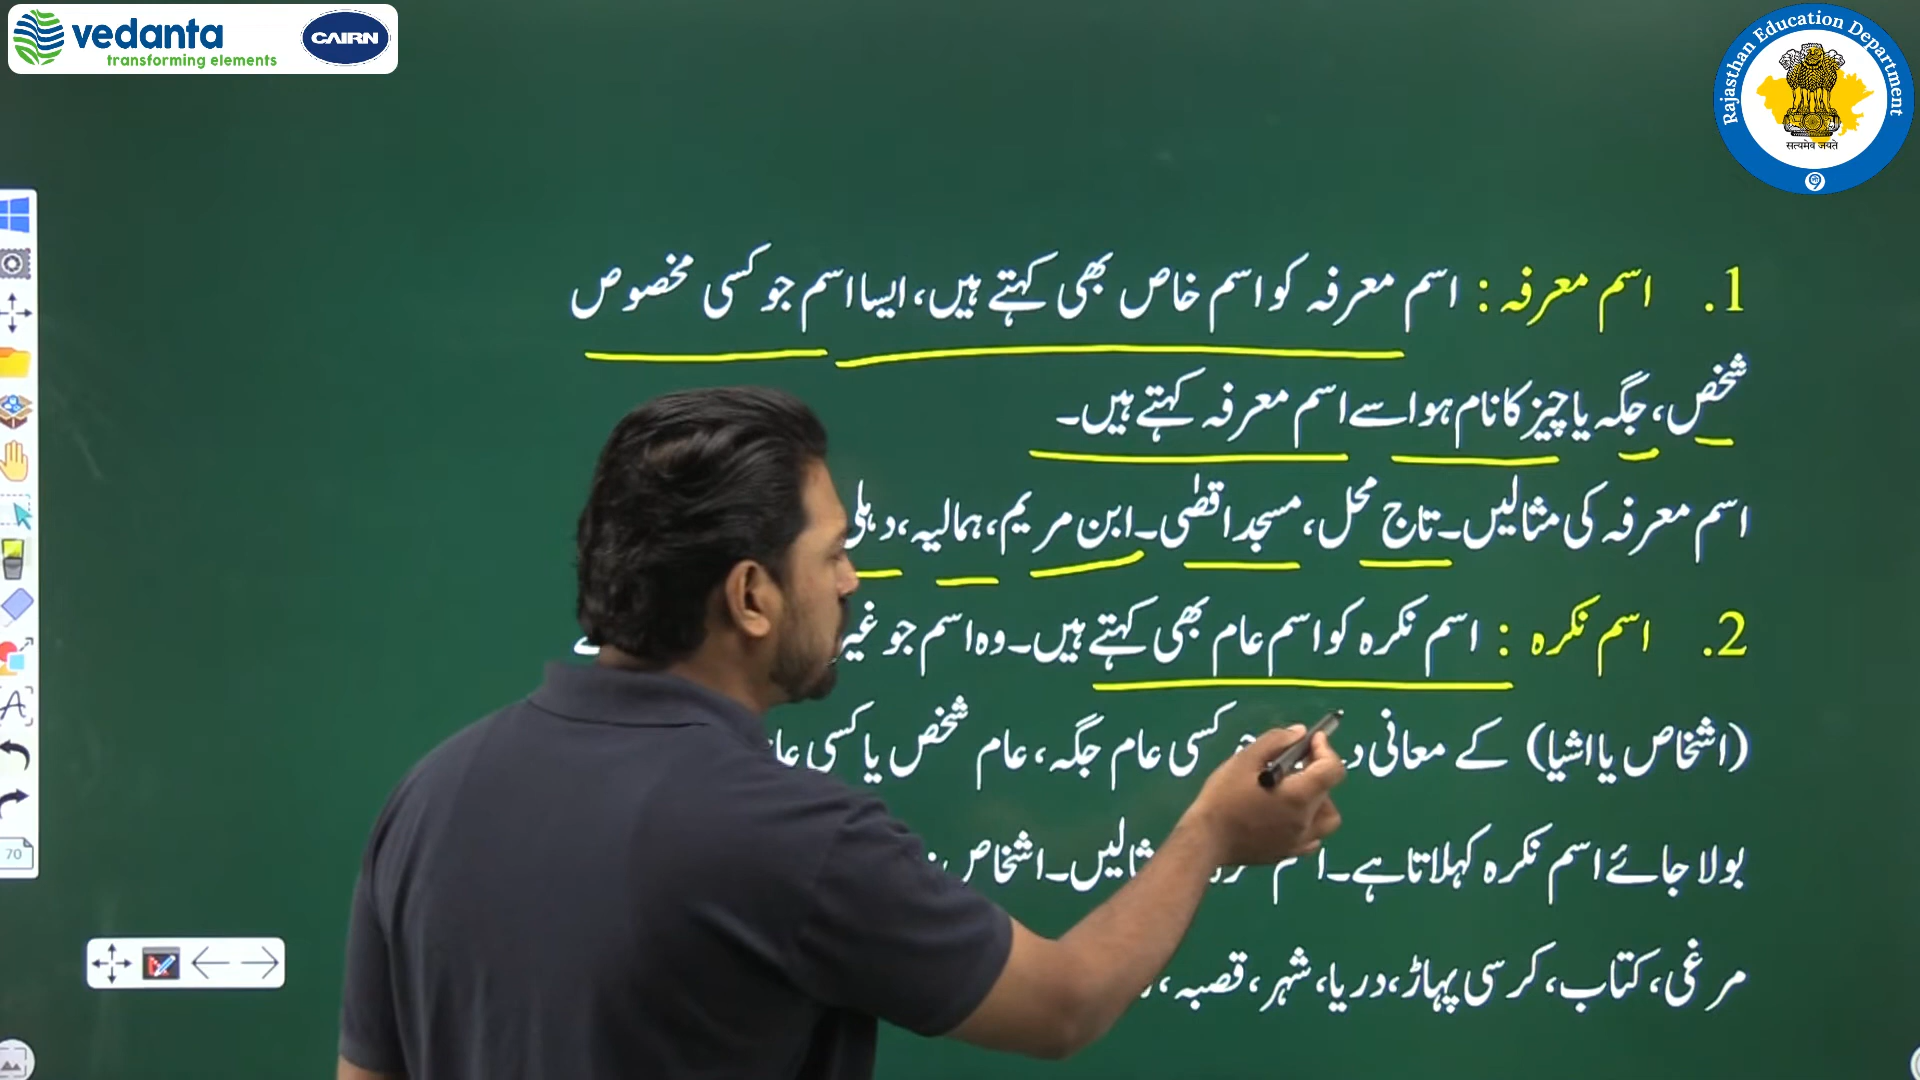 vedanta
transforming elements
CAIRN
Rajasthan Education Department
सत्यमेव जयते
1. اسم معرفہ : اسم معرفہ کو اسم خاص بھی کہتے ہیں، ایسا اسم جو کسی مخصوص
شخص، جگہ یا چیز کا نام ہو اسے اسم معرفہ کہتے ہیں۔
اسم معرفہ کی مثالیں۔ تاج محل، مسجد اقصٰی۔ ابن مریم، ہمالیہ، دہلی
2. اسم نکرہ : اسم نکرہ کو اسم عام بھی کہتے ہیں۔ وہ اسم جو غیر
(اشخاص یا اشیا) کے معانی کسی عام جگہ، عام شخص یا کسی
بولا جائے اسم نکرہ کہلاتا ہے۔ اشخاص
مرغی، کتاب، کرسی پہاڑ، دریا، شہر، قصبہ،
70